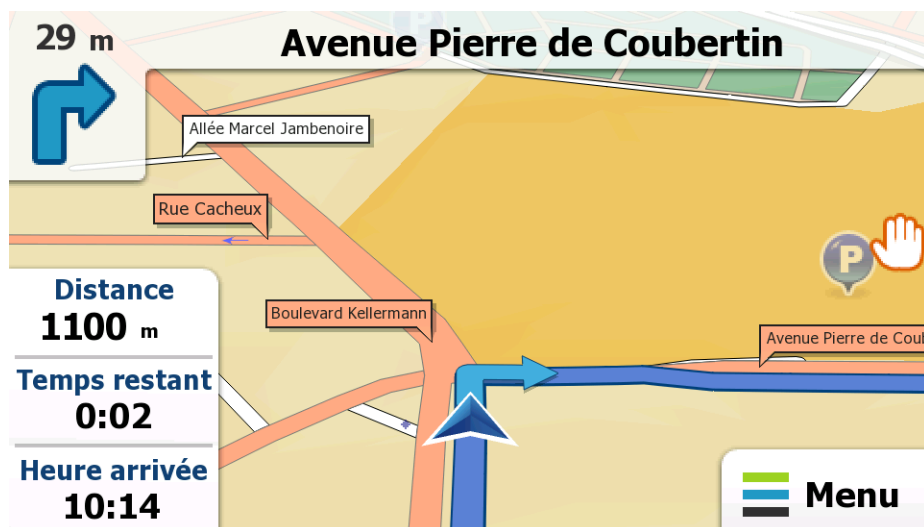 29 m
Avenue Pierre de Coubertin
P
Allée Marcel Jambenoire
Rue Cacheux
P
Distance
1100 m
Boulevard Kellermann
Avenue Pierre de Coub
Temps restant
0:02
Heure arrivée
10:14
Menu